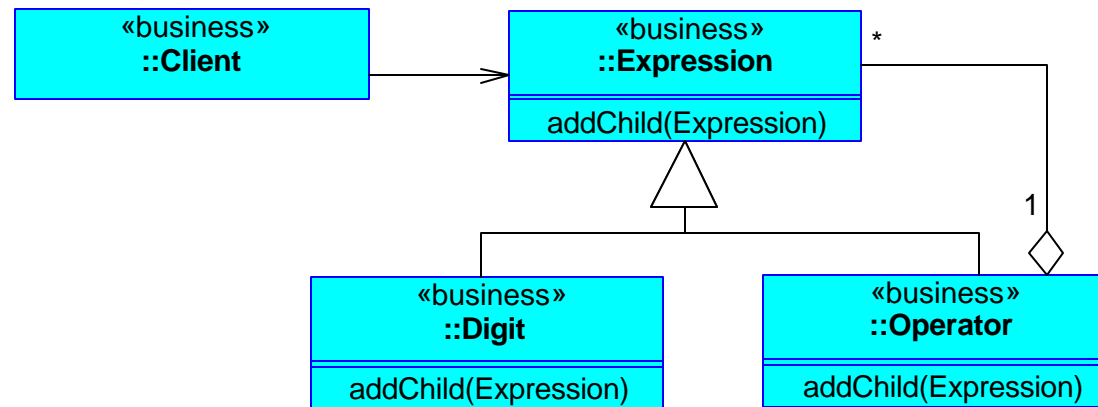 «business»
::Client
«business»
::Expression
addChild(Expression)
*
1
«business»
::Digit
addChild(Expression)
«business»
::Operator
addChild(Expression)